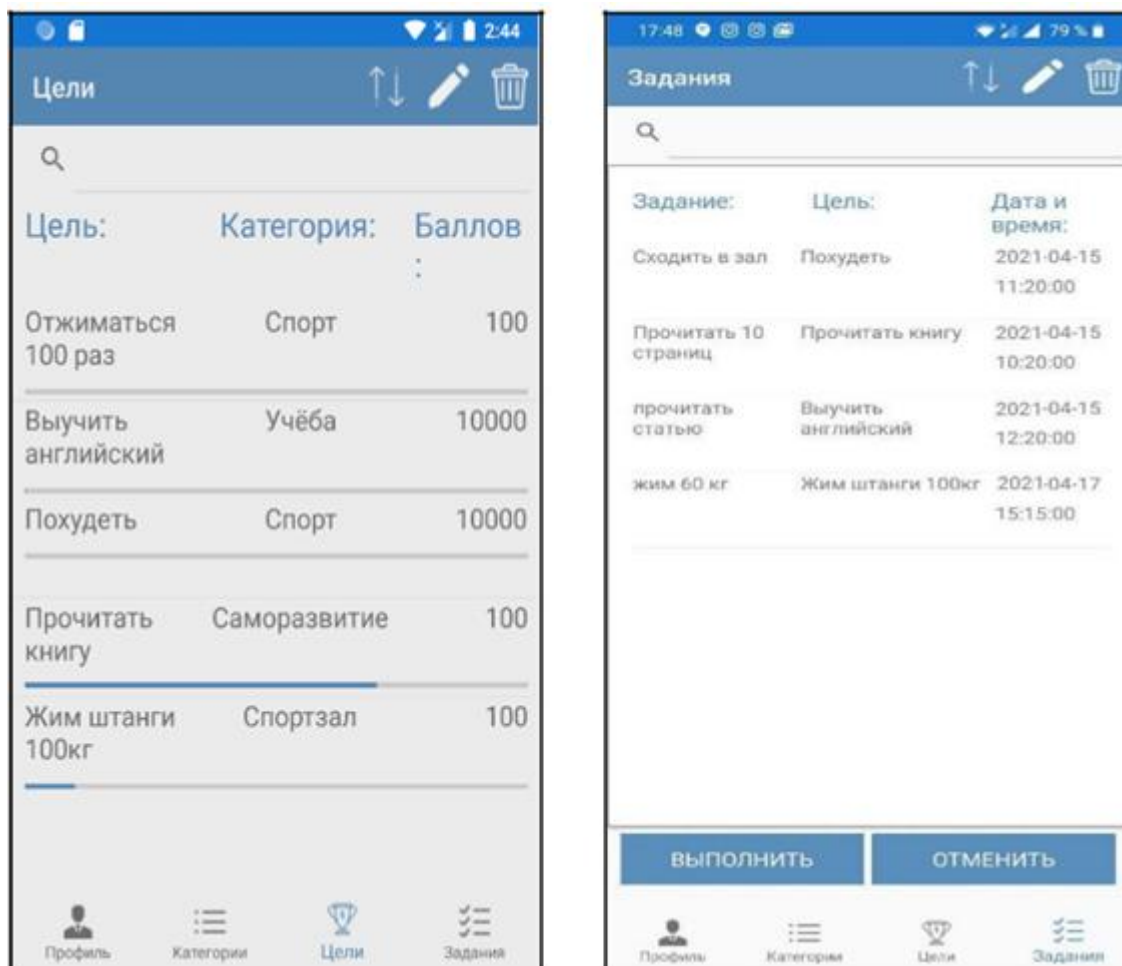 2:44
Цели
Цель: Категория: Баллов
:
Отжиматься Спорт 100
100 раз
Выучить Учёба 10000
английский
Похудеть Спорт 10000
Прочитать Саморазвитие 100
книгу
Жим штанги Спортзал 100
100кг
Профиль Категории Цели Задания
17:48 79 %
Задания
Задание: Цель: Дата и
время:
Сходить в зал Похудеть 2021-04-15
11:20:00
Прочитать 10 Прочитать книгу 2021-04-15
страниц 10:20:00
прочитать Выучить 2021-04-15
статью английский 12:20:00
жим 60 кг Жим штанги 100кг 2021-04-17
15:15:00
ВЫПОЛНИТЬ ОТМЕНИТЬ
Профиль Категории Цели Задания